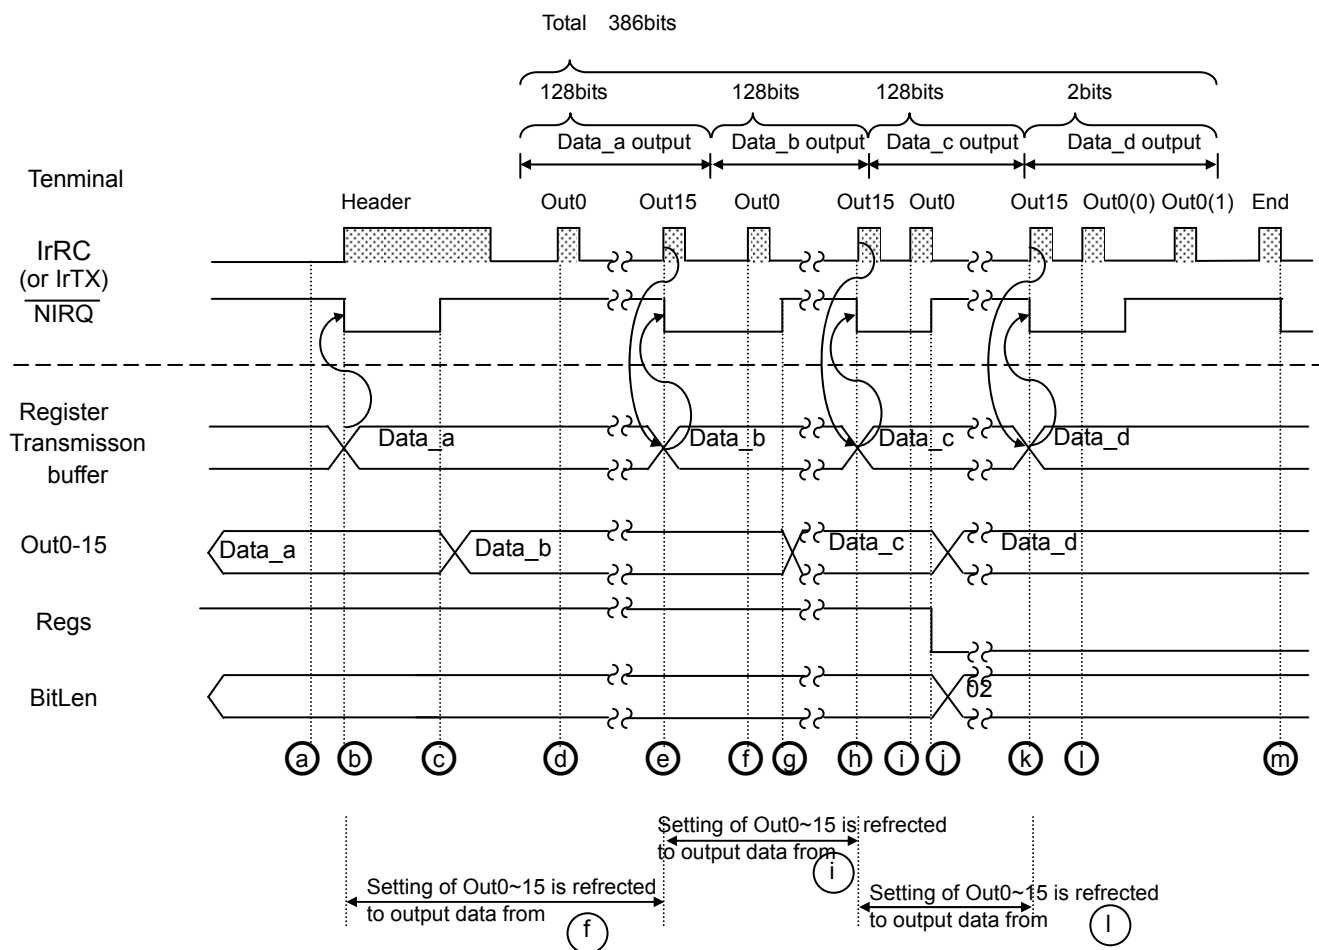 Total 386bits
128bits 128bits 128bits 2bits
Data_a output Data_b output Data_c output Data_d output
Tenminal
Header Out0 Out15 Out0 Out15 Out0 Out15 Out0(0) Out0(1) End
IrRC
(or IrTX)
NIRQ
Register
Transmisson
buffer
Data_a Data_b Data_c Data_d
Out0-15
Data_a Data_b Data_c Data_d
Regs
BitLen
02
a b c d e f g h i j k l m
Setting of Out0~15 is refrected
to output data from i
Setting of Out0~15 is refrected
to output data from f
Setting of Out0~15 is refrected
to output data from l